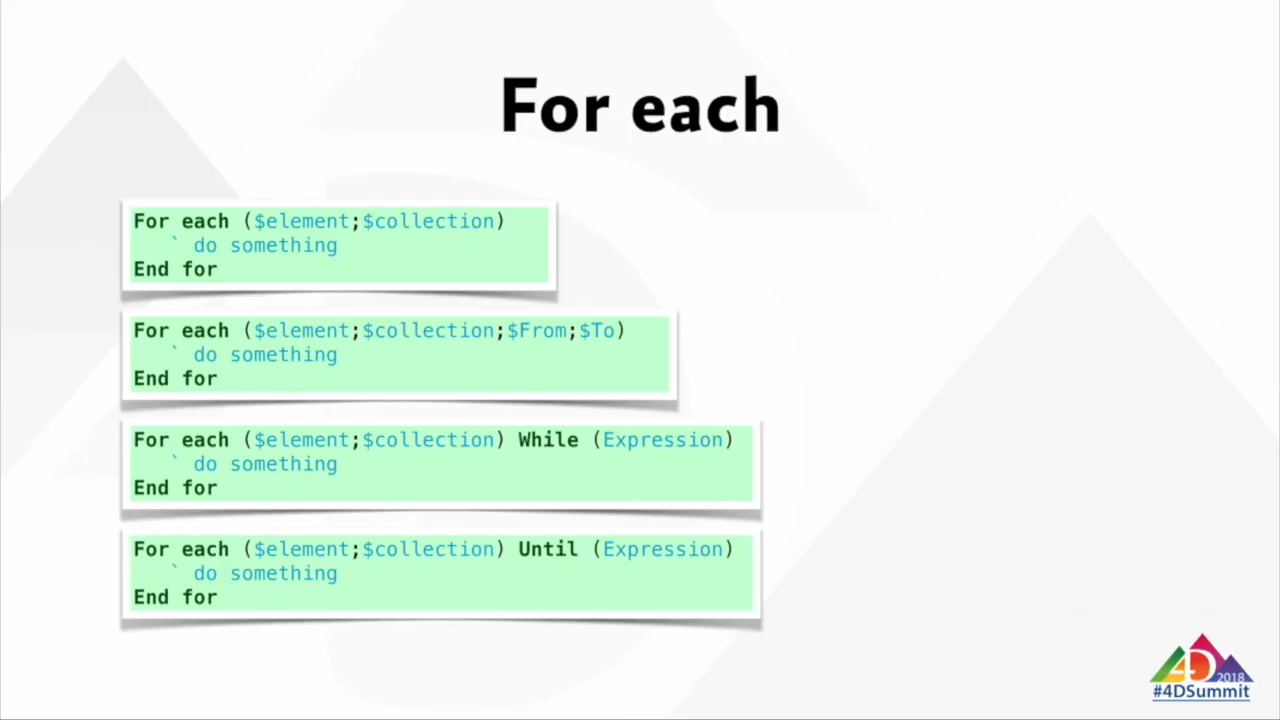 For each
For each ($element;$collection)
` do something
End for
For each ($element;$collection;$From;$To)
` do something
End for
For each ($element;$collection) While (Expression)
` do something
End for
For each ($element;$collection) Until (Expression)
` do something
End for
4D 2018
#4DSummit